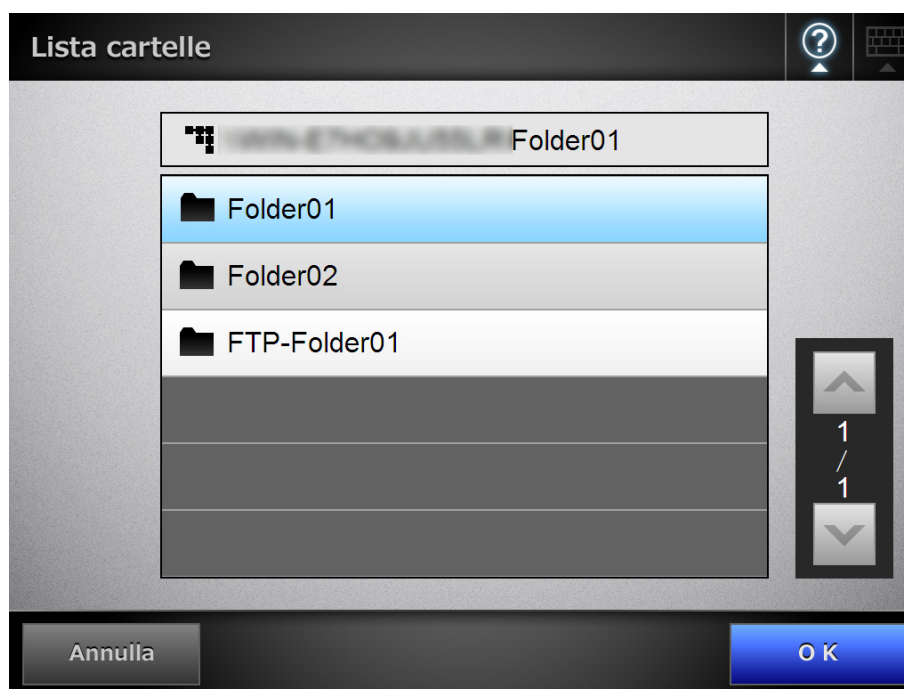 Lista cartelle
Folder01
Folder01
Folder02
FTP-Folder01
1
/
1
Annulla
OK